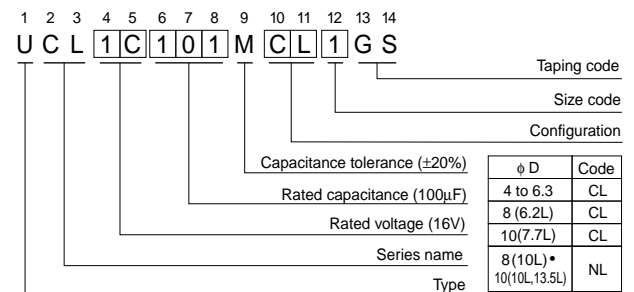 1 2 3 4 5 6 7 8 9 10 11 12 13 14
U C L 1 C 1 0 1 M C L 1 G S
Taping code
Size code
Configuration
Capacitance tolerance (±20%)
Rated capacitance (100μF)
Rated voltage (16V)
Series name
Type
φ D Code
4 to 6.3 CL
8 (6.2L) CL
10(7.7L) CL
8(10L)• NL
10(10L,13.5L)